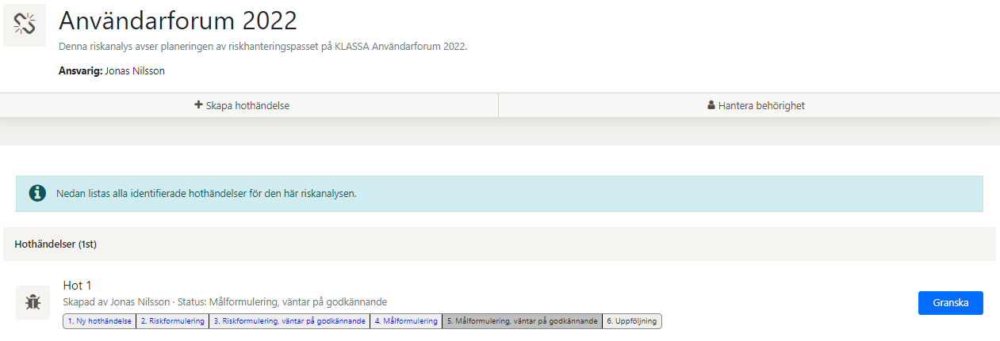 Användarforum 2022
Denna riskanalys avser planeringen av riskhanteringspasset på KLASSA Användarforum 2022.
Ansvarig: Jonas Nilsson
Skapa hothändelse
Hantera behörighet
Nedan listas alla identifierade hothändelser för den här riskanalysen.
Hothändelser (1st)
Hot 1
Skapad av Jonas Nilsson · Status: Målformulering, väntar på godkännande
Granska
1. Ny hothändelse 2. Riskformulering 3. Riskformulering, väntar på godkännande 4. Målformulering 5. Målformulering, väntar på godkännande 6. Uppföljning